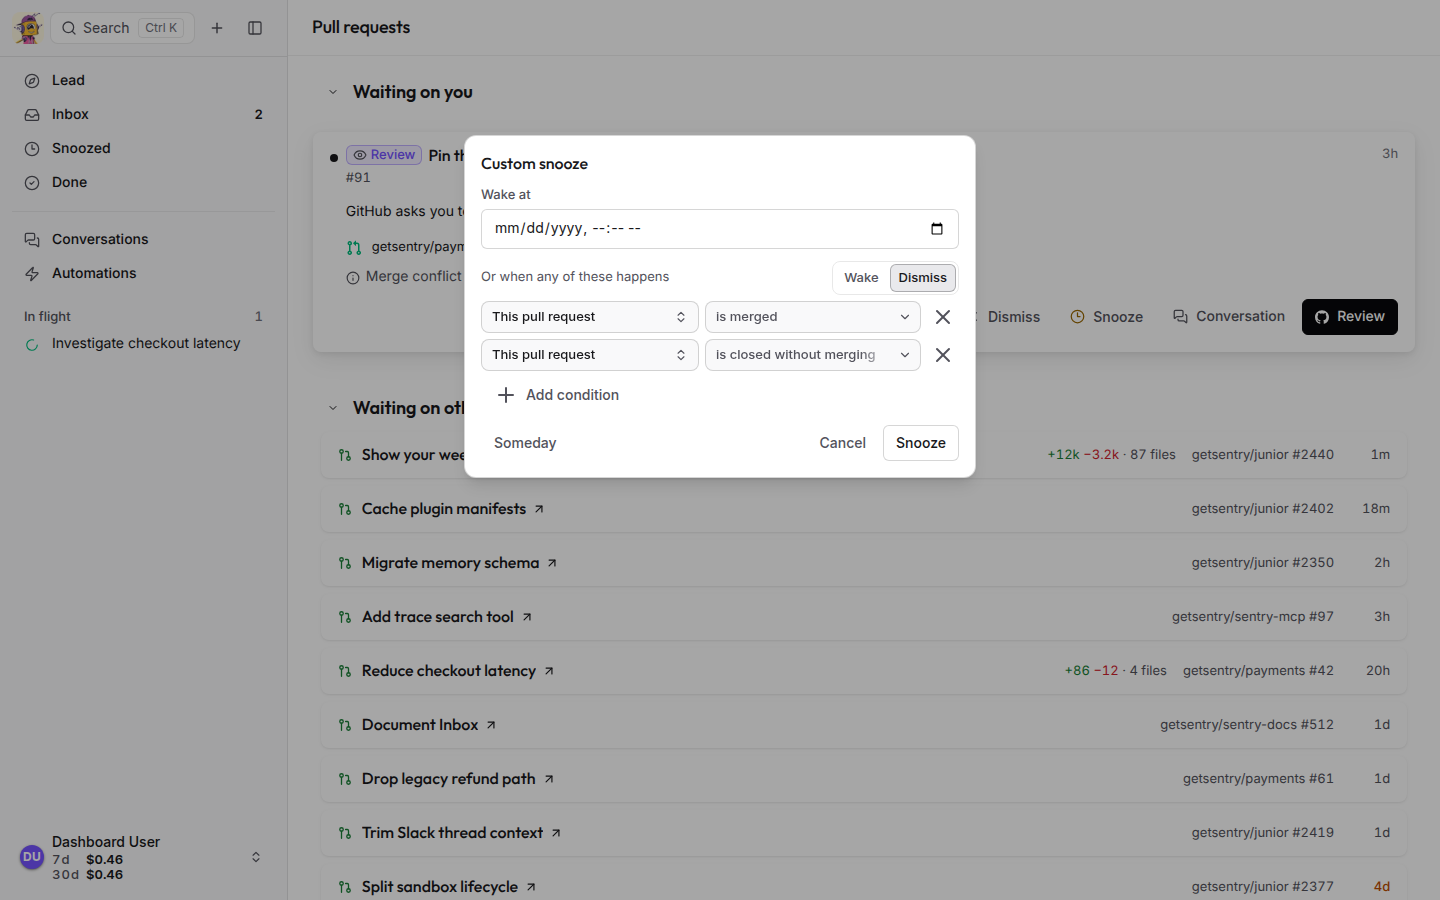 Search Ctrl K
Lead
Inbox 2
Snoozed
Done
Conversations
Automations
In flight 1
Investigate checkout latency
Dashboard User
DU
7d $0.46
30d $0.46
Pull requests
Waiting on you
Review
3h
#91
GitHub asks you
Merge conflict
Dismiss
Snooze
Conversation
Review
Custom snooze
Wake at
mm/dd/yyyy, --:-- --
Or when any of these happens
Wake Dismiss
This pull request is merged
This pull request is closed without merging
Add condition
Someday Cancel Snooze
Waiting on
Show your +12k −3.2k · 87 files getsentry/junior #2440 1m
Cache plugin manifests getsentry/junior #2402 18m
Migrate memory schema getsentry/junior #2350 2h
Add trace search tool getsentry/sentry-mcp #97 3h
Reduce checkout latency +86 −12 · 4 files getsentry/payments #42 20h
Document Inbox getsentry/sentry-docs #512 1d
Drop legacy refund path getsentry/payments #61 1d
Trim Slack thread context getsentry/junior #2419 1d
Split sandbox lifecycle getsentry/junior #2377 4d